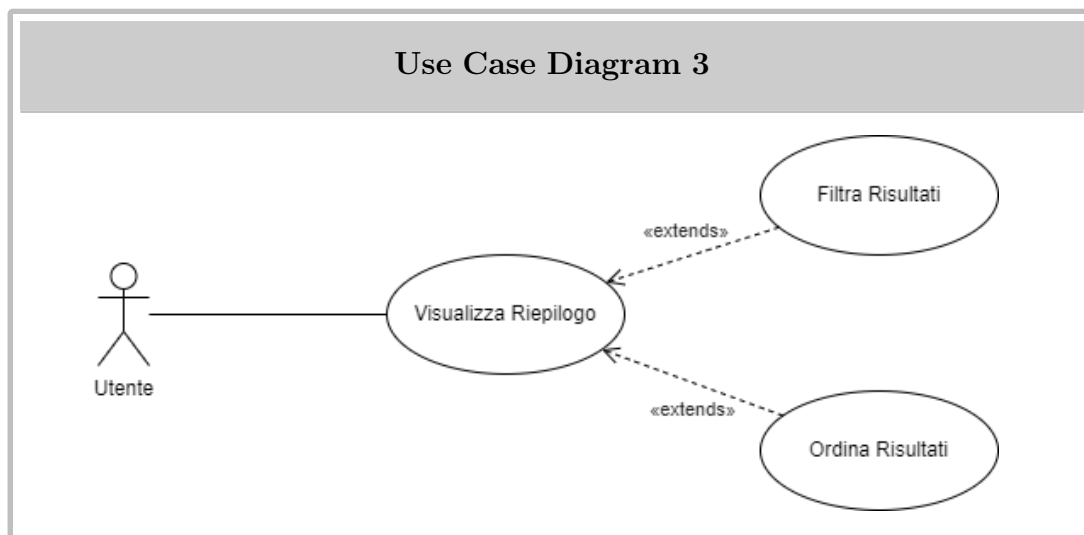 Use Case Diagram 3
Filtra Risultati
«extends»
Visualizza Riepilogo
Utente
«extends»
Ordina Risultati